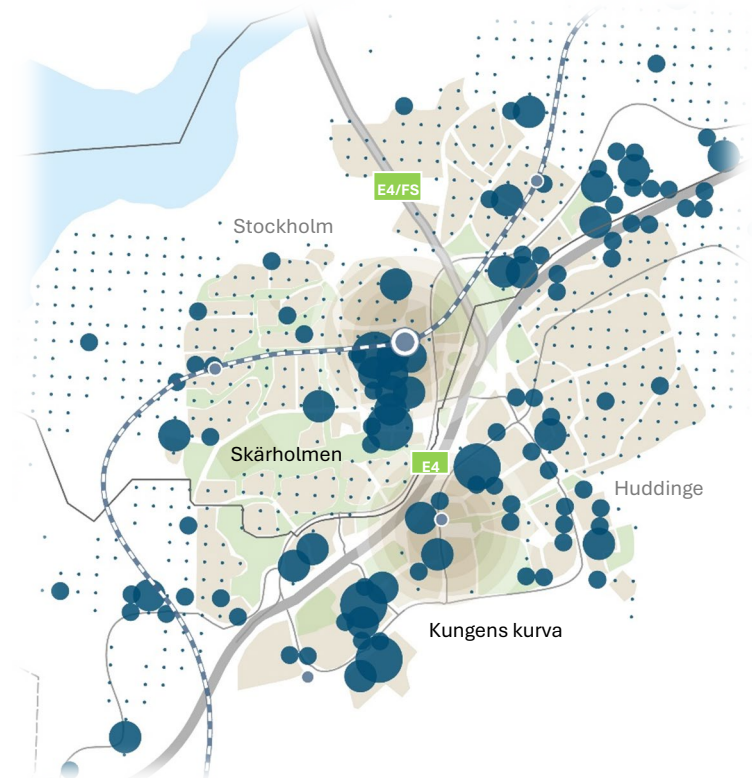 E4/FS
Stockholm
Skärholmen
E4
Huddinge
Kungens kurva